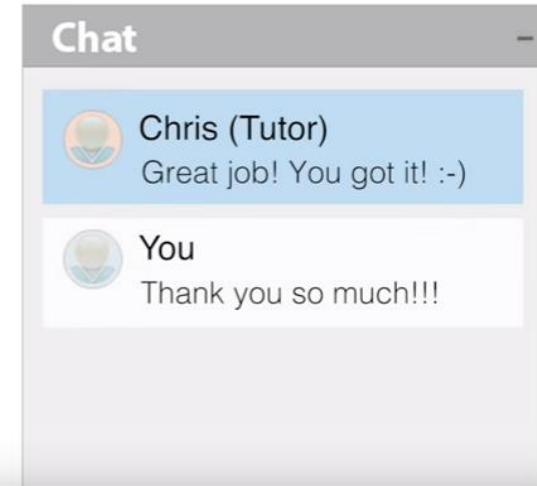 Chat
Chris (Tutor)
Great job! You got it! :-)
You
Thank you so much!!!